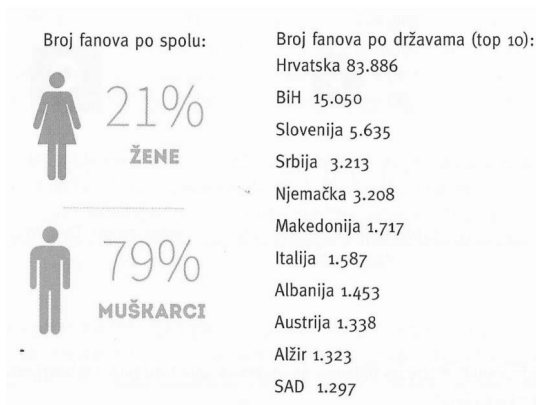 Broj fanova po spolu:
21%
ŽENE
79%
MUŠKARCI
Broj fanova po državama (top 10):
Hrvatska 83.886
BiH 15.050
Slovenija 5.635
Srbija 3.213
Njemačka 3.208
Makedonija 1.717
Italija 1.587
Albanija 1.453
Austrija 1.338
Alžir 1.323
SAD 1.297